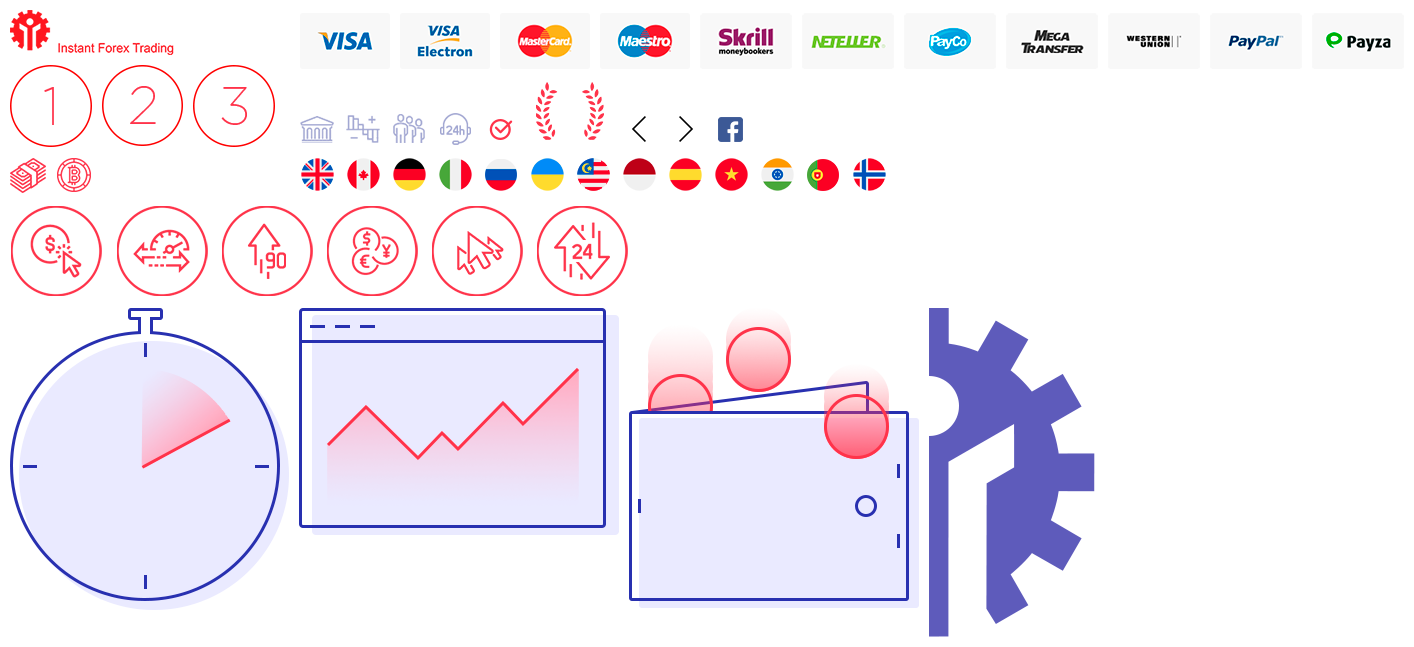 VISA
VISA
Electron
MasterCard.
Maestro
Skrill
moneybookers
NETELLER
PayCo
MEGA
TRANSFER
WESTERN
UNION
PayPal
Payza
Instant Forex Trading
1 2 3
24h
f
B
$
90
$ ¥ €
24